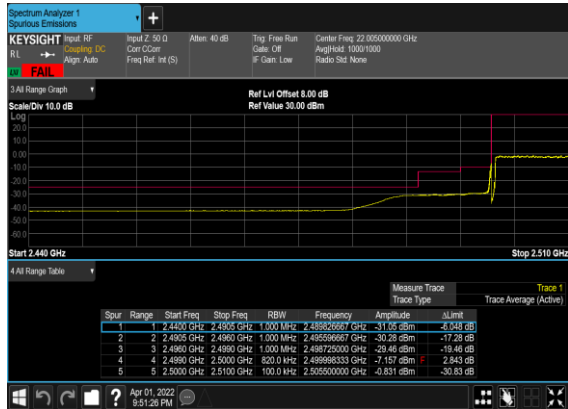 Spectrum Analyzer 1
Spurious Emissions
KEYSIGHT Input: RF Input Z: 50 Ω Atten: 40 dB Trig: Free Run Center Freq: 22.005000000 GHz
RL Coupling: DC Corr CCorr Gate: Off Avg|Hold: 1000/1000
Align: Auto Freq Ref: Int (S) IF Gain: Low Radio Std: None
FAIL
3 All Range Graph
Ref Lvl Offset 8.00 dB
Scale/Div 10.0 dB Ref Value 30.00 dBm
Log
20.0
10.0
0.00
-10.0
-20.0
-30.0
-40.0
-50.0
-60.0
Start 2.440 GHz Stop 2.510 GHz
4 All Range Table
Measure Trace Trace 1
Trace Type Trace Average (Active)
Spur Range Start Freq Stop Freq RBW Frequency Amplitude ΔLimit
1 1 2.4400 GHz 2.4905 GHz 1.000 MHz 2.489826667 GHz -31.05 dBm -6.048 dB
2 2 2.4905 GHz 2.4960 GHz 1.000 MHz 2.495596667 GHz -30.28 dBm -17.28 dB
3 3 2.4960 GHz 2.4990 GHz 1.000 MHz 2.498725000 GHz -29.46 dBm -19.46 dB
4 4 2.4990 GHz 2.5000 GHz 820.0 kHz 2.499998333 GHz -7.157 dBm F 2.843 dB
5 5 2.5000 GHz 2.5100 GHz 100.0 kHz 2.505500000 GHz -0.831 dBm -30.83 dB
Apr 01, 2022
9:51:26 PM